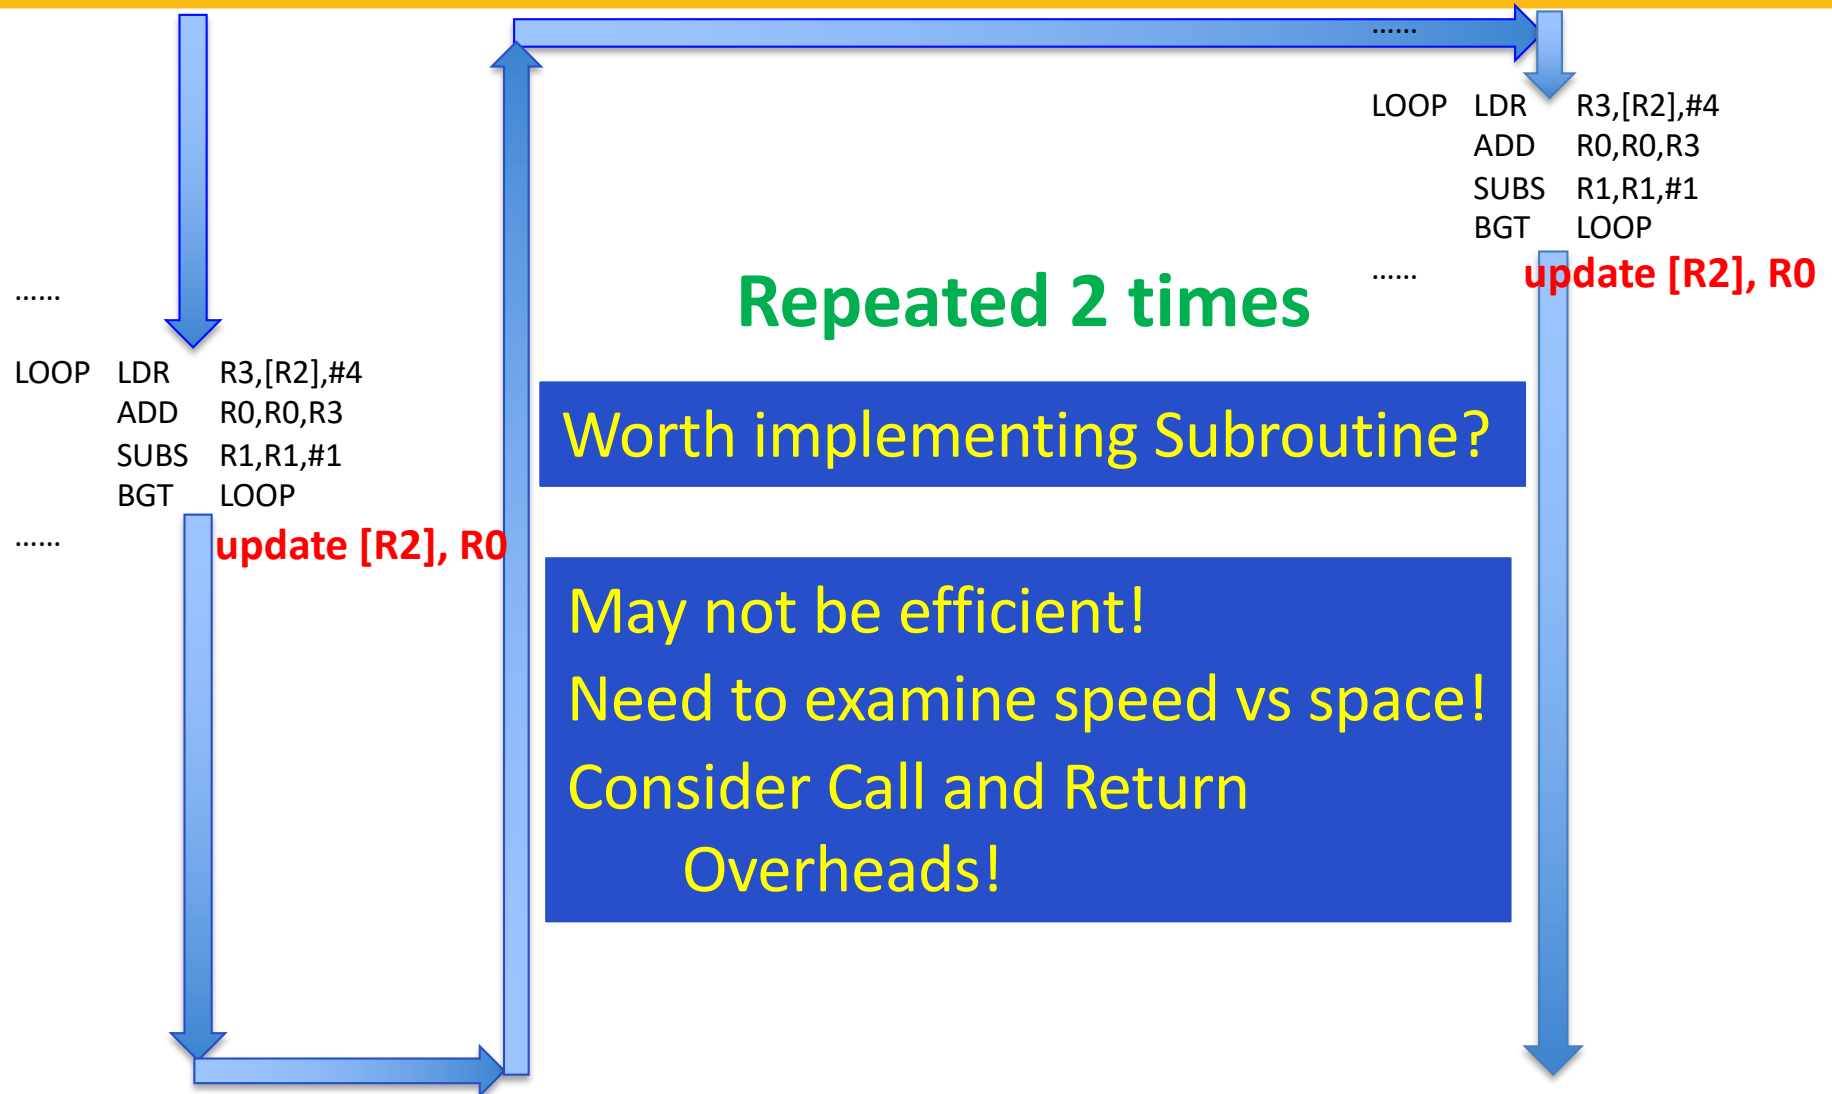 ……
LOOP LDR R3,[R2],#4
ADD R0,R0,R3
SUBS R1,R1,#1
BGT LOOP
……
update [R2], R0
Repeated 2 times
Worth implementing Subroutine?
May not be efficient!
Need to examine speed vs space!
Consider Call and Return
Overheads!
……
LOOP LDR R3,[R2],#4
ADD R0,R0,R3
SUBS R1,R1,#1
BGT LOOP
……
update [R2], R0